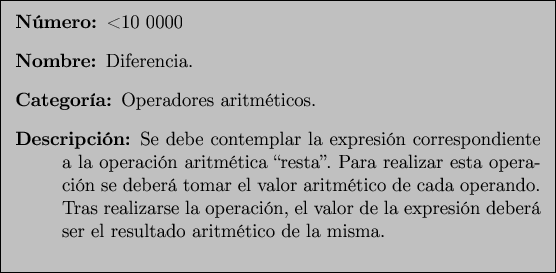 Número: <10 0000
Nombre: Diferencia.
Categoría: Operadores aritméticos.
Descripción: Se debe contemplar la expresión correspondiente
a la operación aritmética “resta”. Para realizar esta opera-
ción se deberá tomar el valor aritmético de cada operando.
Tras realizarse la operación, el valor de la expresión deberá
ser el resultado aritmético de la misma.